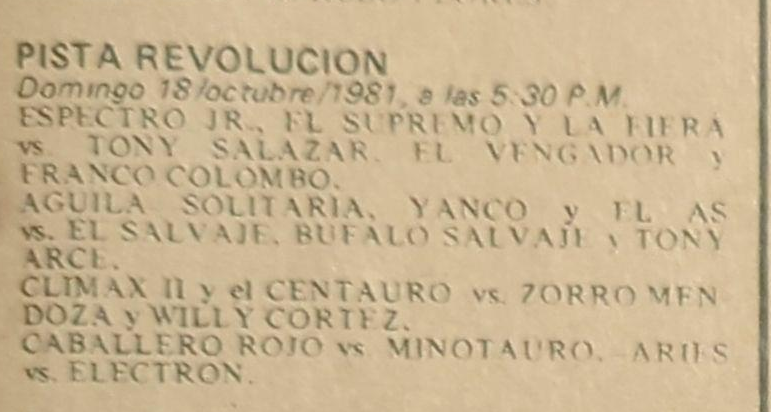 PISTA REVOLUCION
Domingo 18/octubre/1981, a las 5:30 P.M.
ESPECTRO JR., EL SUPREMO Y LA FIERA
vs. TONY SALAZAR. EL VENGADOR y
FRANCO COLOMBO.
AGUILA SOLITARIA, YANCO y EL AS
vs. EL SALVAJE, BUFALO SALVAJE y TONY
ARCE.
CLIMAX II y el CENTAURO vs. ZORRO MEN
DOZA y WILLY CORTEZ.
CABALLERO ROJO vs. MINOTAURO. ARIES
vs. ELECTRON.